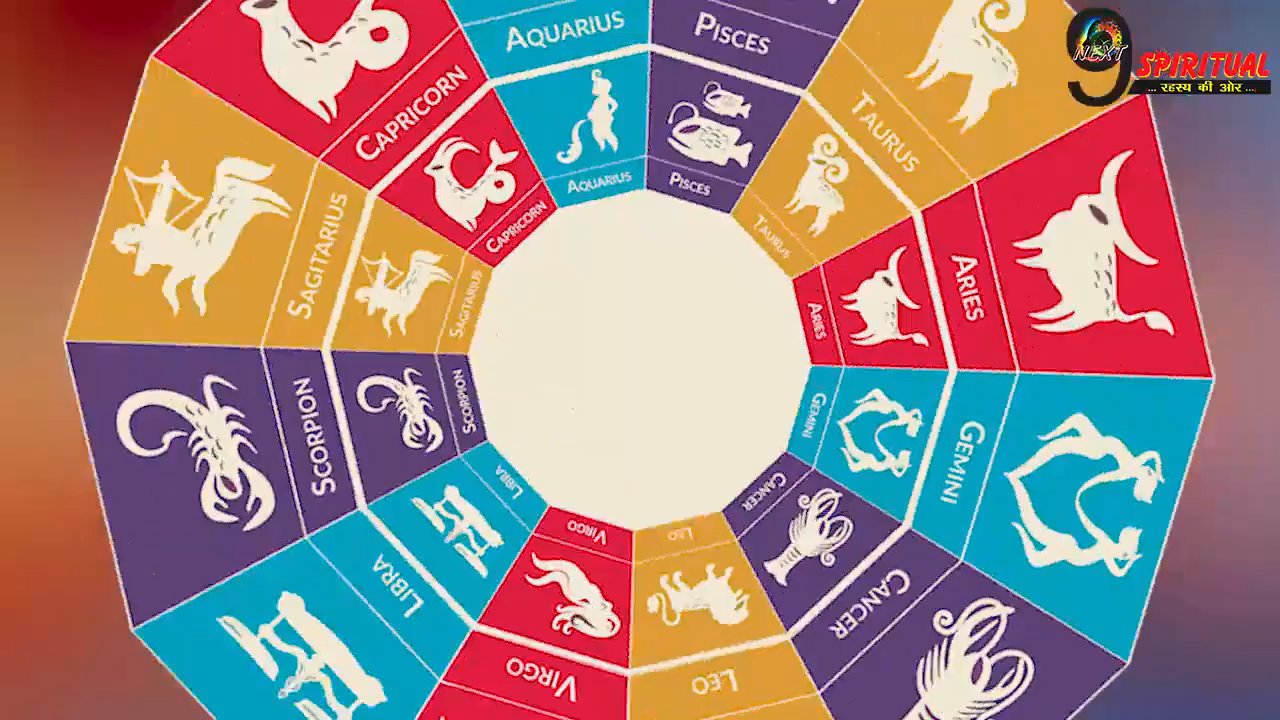 AQUARIUS
PISCES
TAURUS
ARIES
GEMINI
CANCER
LEO
VIRGO
LIBRA
SCORPION
SAGITARIUS
CAPRICORN
AQUARIUS
PISCES
TAURUS
ARIES
GEMINI
CANCER
LEO
VIRGO
LIBRA
SCORPION
SAGITARIUS
CAPRICORN
9 NEXT
SPIRITUAL
... रहस्य की ओर ...